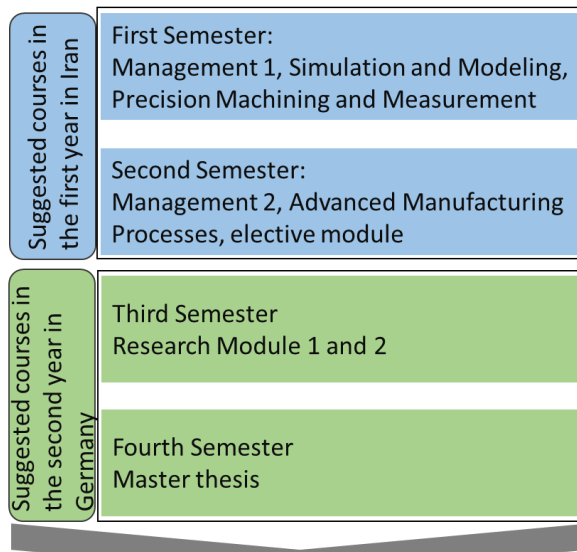 Suggested courses in
the first year in Iran
First Semester:
Management 1, Simulation and Modeling,
Precision Machining and Measurement
Second Semester:
Management 2, Advanced Manufacturing
Processes, elective module
Suggested courses in
the second year in
Germany
Third Semester
Research Module 1 and 2
Fourth Semester
Master thesis